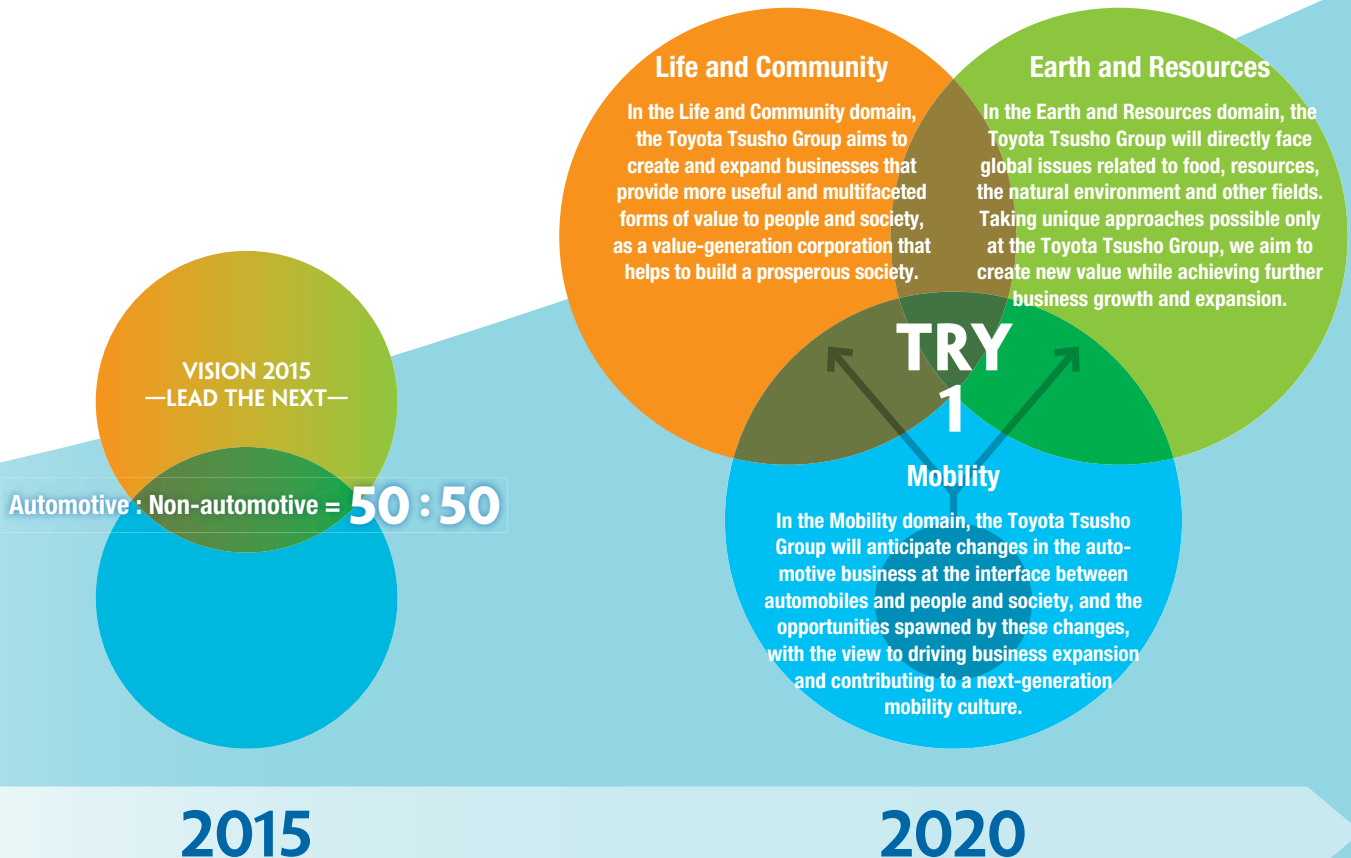 Life and Community
In the Life and Community domain,
the Toyota Tsusho Group aims to
create and expand businesses that
provide more useful and multifaceted
forms of value to people and society,
as a value-generation corporation that
helps to build a prosperous society.
Earth and Resources
In the Earth and Resources domain, the
Toyota Tsusho Group will directly face
global issues related to food, resources,
the natural environment and other fields.
Taking unique approaches possible only
at the Toyota Tsusho Group, we aim to
create new value while achieving further
business growth and expansion.
VISION 2015
—LEAD THE NEXT—
Automotive : Non-automotive = 50 : 50
TRY
1
Mobility
In the Mobility domain, the Toyota Tsusho
Group will anticipate changes in the auto-
motive business at the interface between
automobiles and people and society, and the
opportunities spawned by these changes,
with the view to driving business expansion
and contributing to a next-generation
mobility culture.
2015
2020